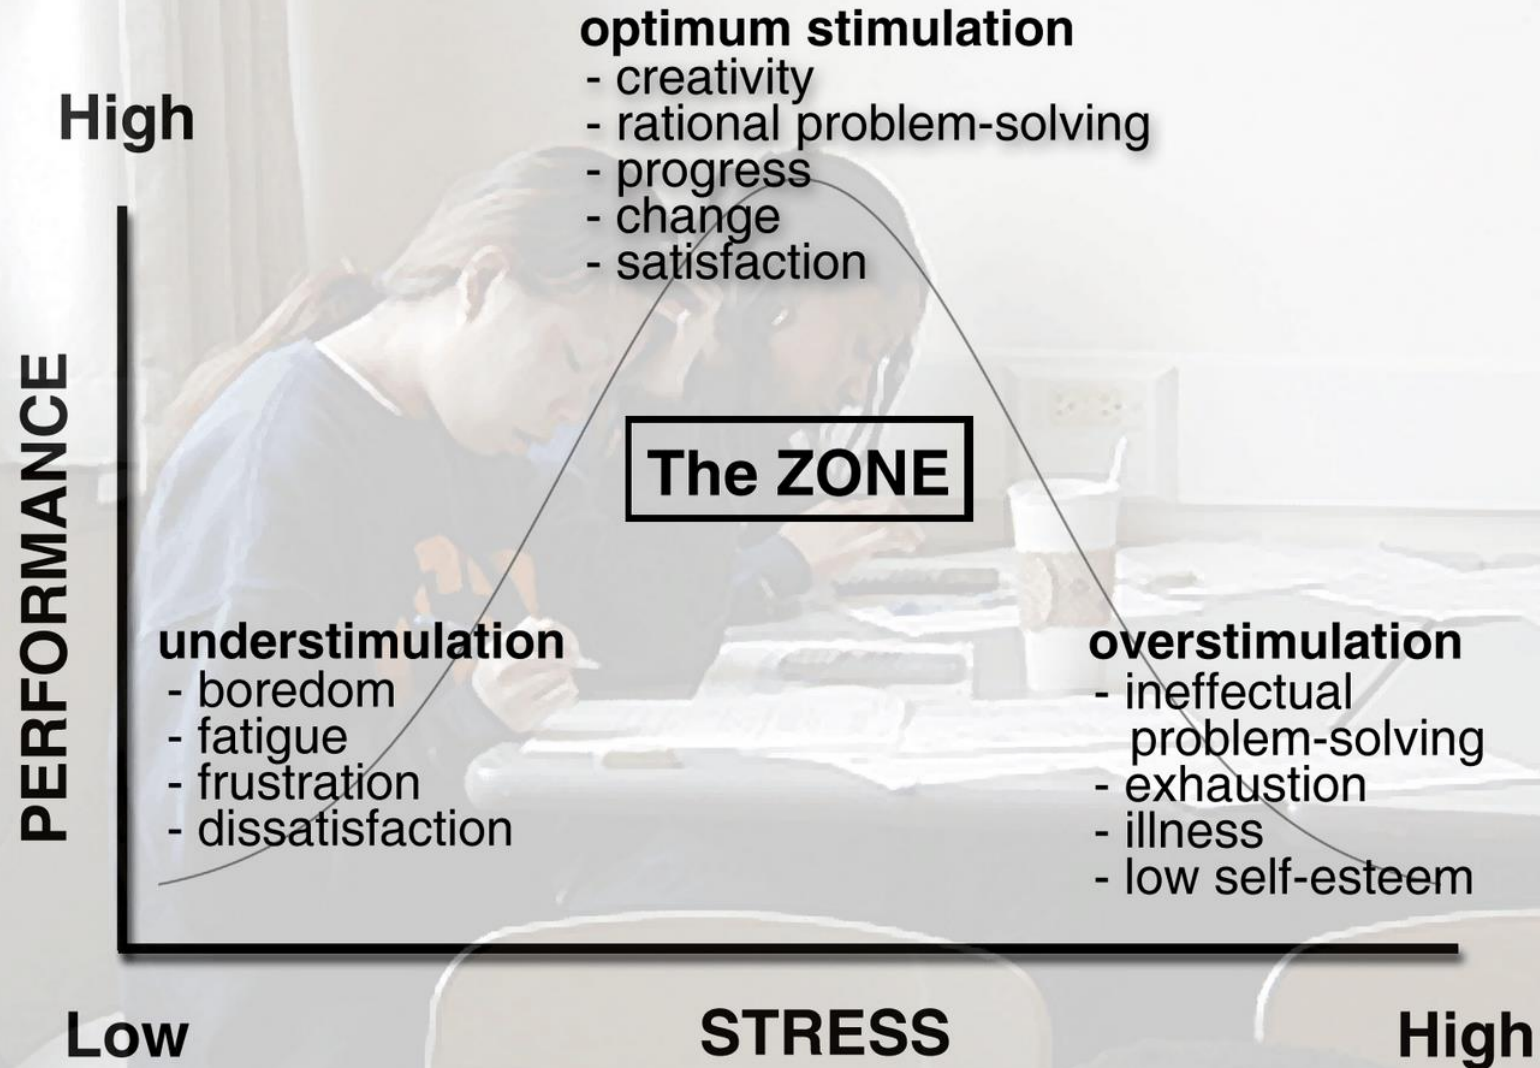 optimum stimulation
- creativity
- rational problem-solving
- progress
- change
- satisfaction
High
PERFORMANCE
The ZONE
understimulation
- boredom
- fatigue
- frustration
- dissatisfaction
overstimulation
- ineffectual
problem-solving
- exhaustion
- illness
- low self-esteem
Low
STRESS
High